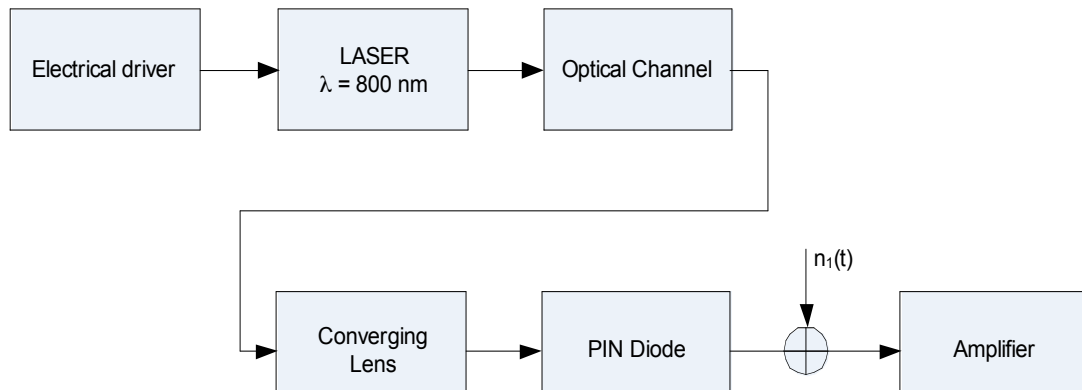 Electrical driver
LASER
λ = 800 nm
Optical Channel
n₁(t)
Converging
Lens
PIN Diode
Amplifier